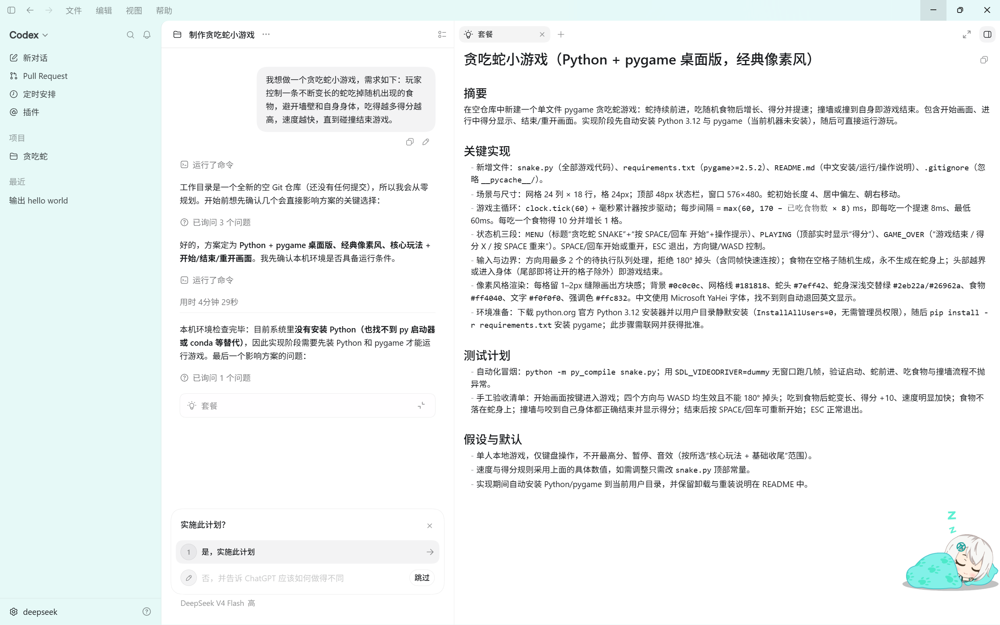 文件 编辑 视图 帮助
Codex
新对话
Pull Request
定时安排
插件
项目
贪吃蛇
最近
输出 hello world
deepseek
制作贪吃蛇小游戏
我想做一个贪吃蛇小游戏，需求如下：玩家
控制一条不断变长的蛇吃掉随机出现的食
物，避开墙壁和自身身体，吃得越多得分越
高，速度越快，直到碰撞结束游戏。
运行了命令
工作目录是一个全新的空 Git 仓库（还没有任何提交），所以我会从零
规划。开始前想先确认几个会直接影响方案的关键选择：
已询问 3 个问题
好的，方案定为 Python + pygame 桌面版、经典像素风、核心玩法 +
开始/结束/重开画面。我先确认本机环境是否具备运行条件。
运行了命令
用时 4分钟 29秒
本机环境检查完毕：目前系统里没有安装 Python（也找不到 py 启动器
或 conda 等替代），因此实现阶段需要先装 Python 和 pygame 才能运
行游戏。最后一个影响方案的问题：
已询问 1 个问题
套餐
实施此计划？
1 是，实施此计划
否，并告诉 ChatGPT 应该如何做得不同 跳过
DeepSeek V4 Flash 高
套餐
贪吃蛇小游戏（Python + pygame 桌面版，经典像素风）
摘要
在空仓库中新建一个单文件 pygame 贪吃蛇游戏：蛇持续前进，吃随机食物后增长、得分并提速；撞墙或撞到自身即游戏结束。包含开始画面、进
行中得分显示、结束/重开画面。实现阶段先自动安装 Python 3.12 与 pygame（当前机器未安装），随后可直接运行游玩。
关键实现
- 新增文件：snake.py（全部游戏代码）、requirements.txt（pygame>=2.5.2）、README.md（中文安装/运行/操作说明）、.gitignore（忽
略 __pycache__/）。
- 场景与尺寸：网格 24 列 × 18 行，格 24px；顶部 48px 状态栏，窗口 576×480。蛇初始长度 4、居中偏左、朝右移动。
- 游戏主循环：clock.tick(60) + 毫秒累计器按步驱动；每步间隔 = max(60, 170 − 已吃食物数 × 8) ms，即每吃一个提速 8ms、最低
60ms。每吃一个食物得 10 分并增长 1 格。
- 状态机三段：MENU（标题“贪吃蛇 SNAKE”+“按 SPACE/回车 开始”+操作提示）、PLAYING（顶部实时显示“得分”）、GAME_OVER（“游戏结束 / 得
分 X / 按 SPACE 重来”）。SPACE/回车开始或重开，ESC 退出，方向键/WASD 控制。
- 输入与边界：方向用最多 2 个的待执行队列处理，拒绝 180° 掉头（含同帧快速连按）；食物在空格子随机生成，永不生成在蛇身上；头部越界
或进入身体（尾部即将让开的格子除外）即游戏结束。
- 像素风格渲染：每格留 1–2px 缝隙画出方块感；背景 #0c0c0c、网格线 #181818、蛇头 #7eff42、蛇身深浅交替绿 #2eb22a/#26962a、食物
#ff4040、文字 #f0f0f0、强调色 #ffc832。中文使用 Microsoft YaHei 字体，找不到则自动退回英文显示。
- 环境准备：下载 python.org 官方 Python 3.12 安装器并以用户目录静默安装（InstallAllUsers=0，无需管理员权限），随后 pip install -
r requirements.txt 安装 pygame；此步骤需联网并获得批准。
测试计划
- 自动化冒烟：python -m py_compile snake.py；用 SDL_VIDEODRIVER=dummy 无窗口跑几帧，验证启动、蛇前进、吃食物与撞墙流程不抛
异常。
- 手工验收清单：开始画面按键进入游戏；四个方向与 WASD 均生效且不能 180° 掉头；吃到食物后蛇变长、得分 +10、速度明显加快；食物不
落在蛇身上；撞墙与咬到自己身体都正确结束并显示得分；结束后按 SPACE/回车可重新开始；ESC 正常退出。
假设与默认
- 单人本地游戏，仅键盘操作，不开最高分、暂停、音效（按所选“核心玩法 + 基础收尾”范围）。
- 速度与得分规则采用上面的具体数值，如需调整只需改 snake.py 顶部常量。
- 实现期间自动安装 Python/pygame 到当前用户目录，并保留卸载与重装说明在 README 中。
Z
Z